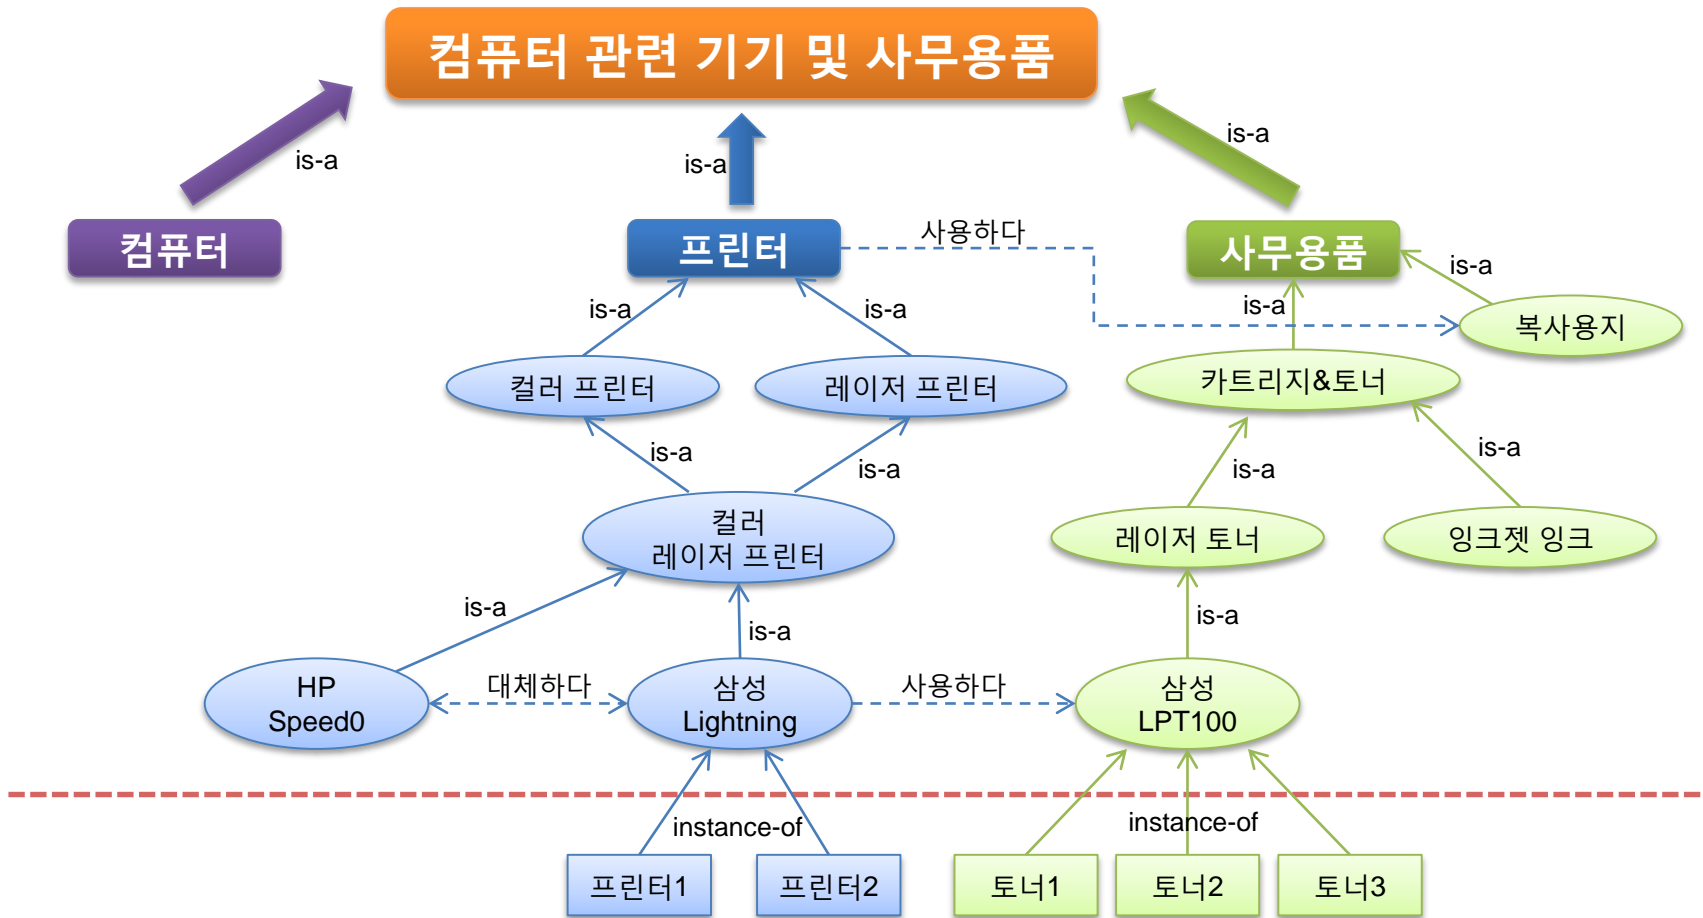 컴퓨터 관련 기기 및 사무용품
is-a
is-a
is-a
컴퓨터
프린터
사용하다
사무용품
is-a
is-a
is-a
is-a
복사용지
컬러 프린터
레이저 프린터
카트리지&토너
is-a
is-a
is-a
is-a
컬러
레이저 프린터
레이저 토너
잉크젯 잉크
is-a
is-a
is-a
HP
Speed0
대체하다
삼성
Lightning
사용하다
삼성
LPT100
instance-of
instance-of
프린터1
프린터2
토너1
토너2
토너3